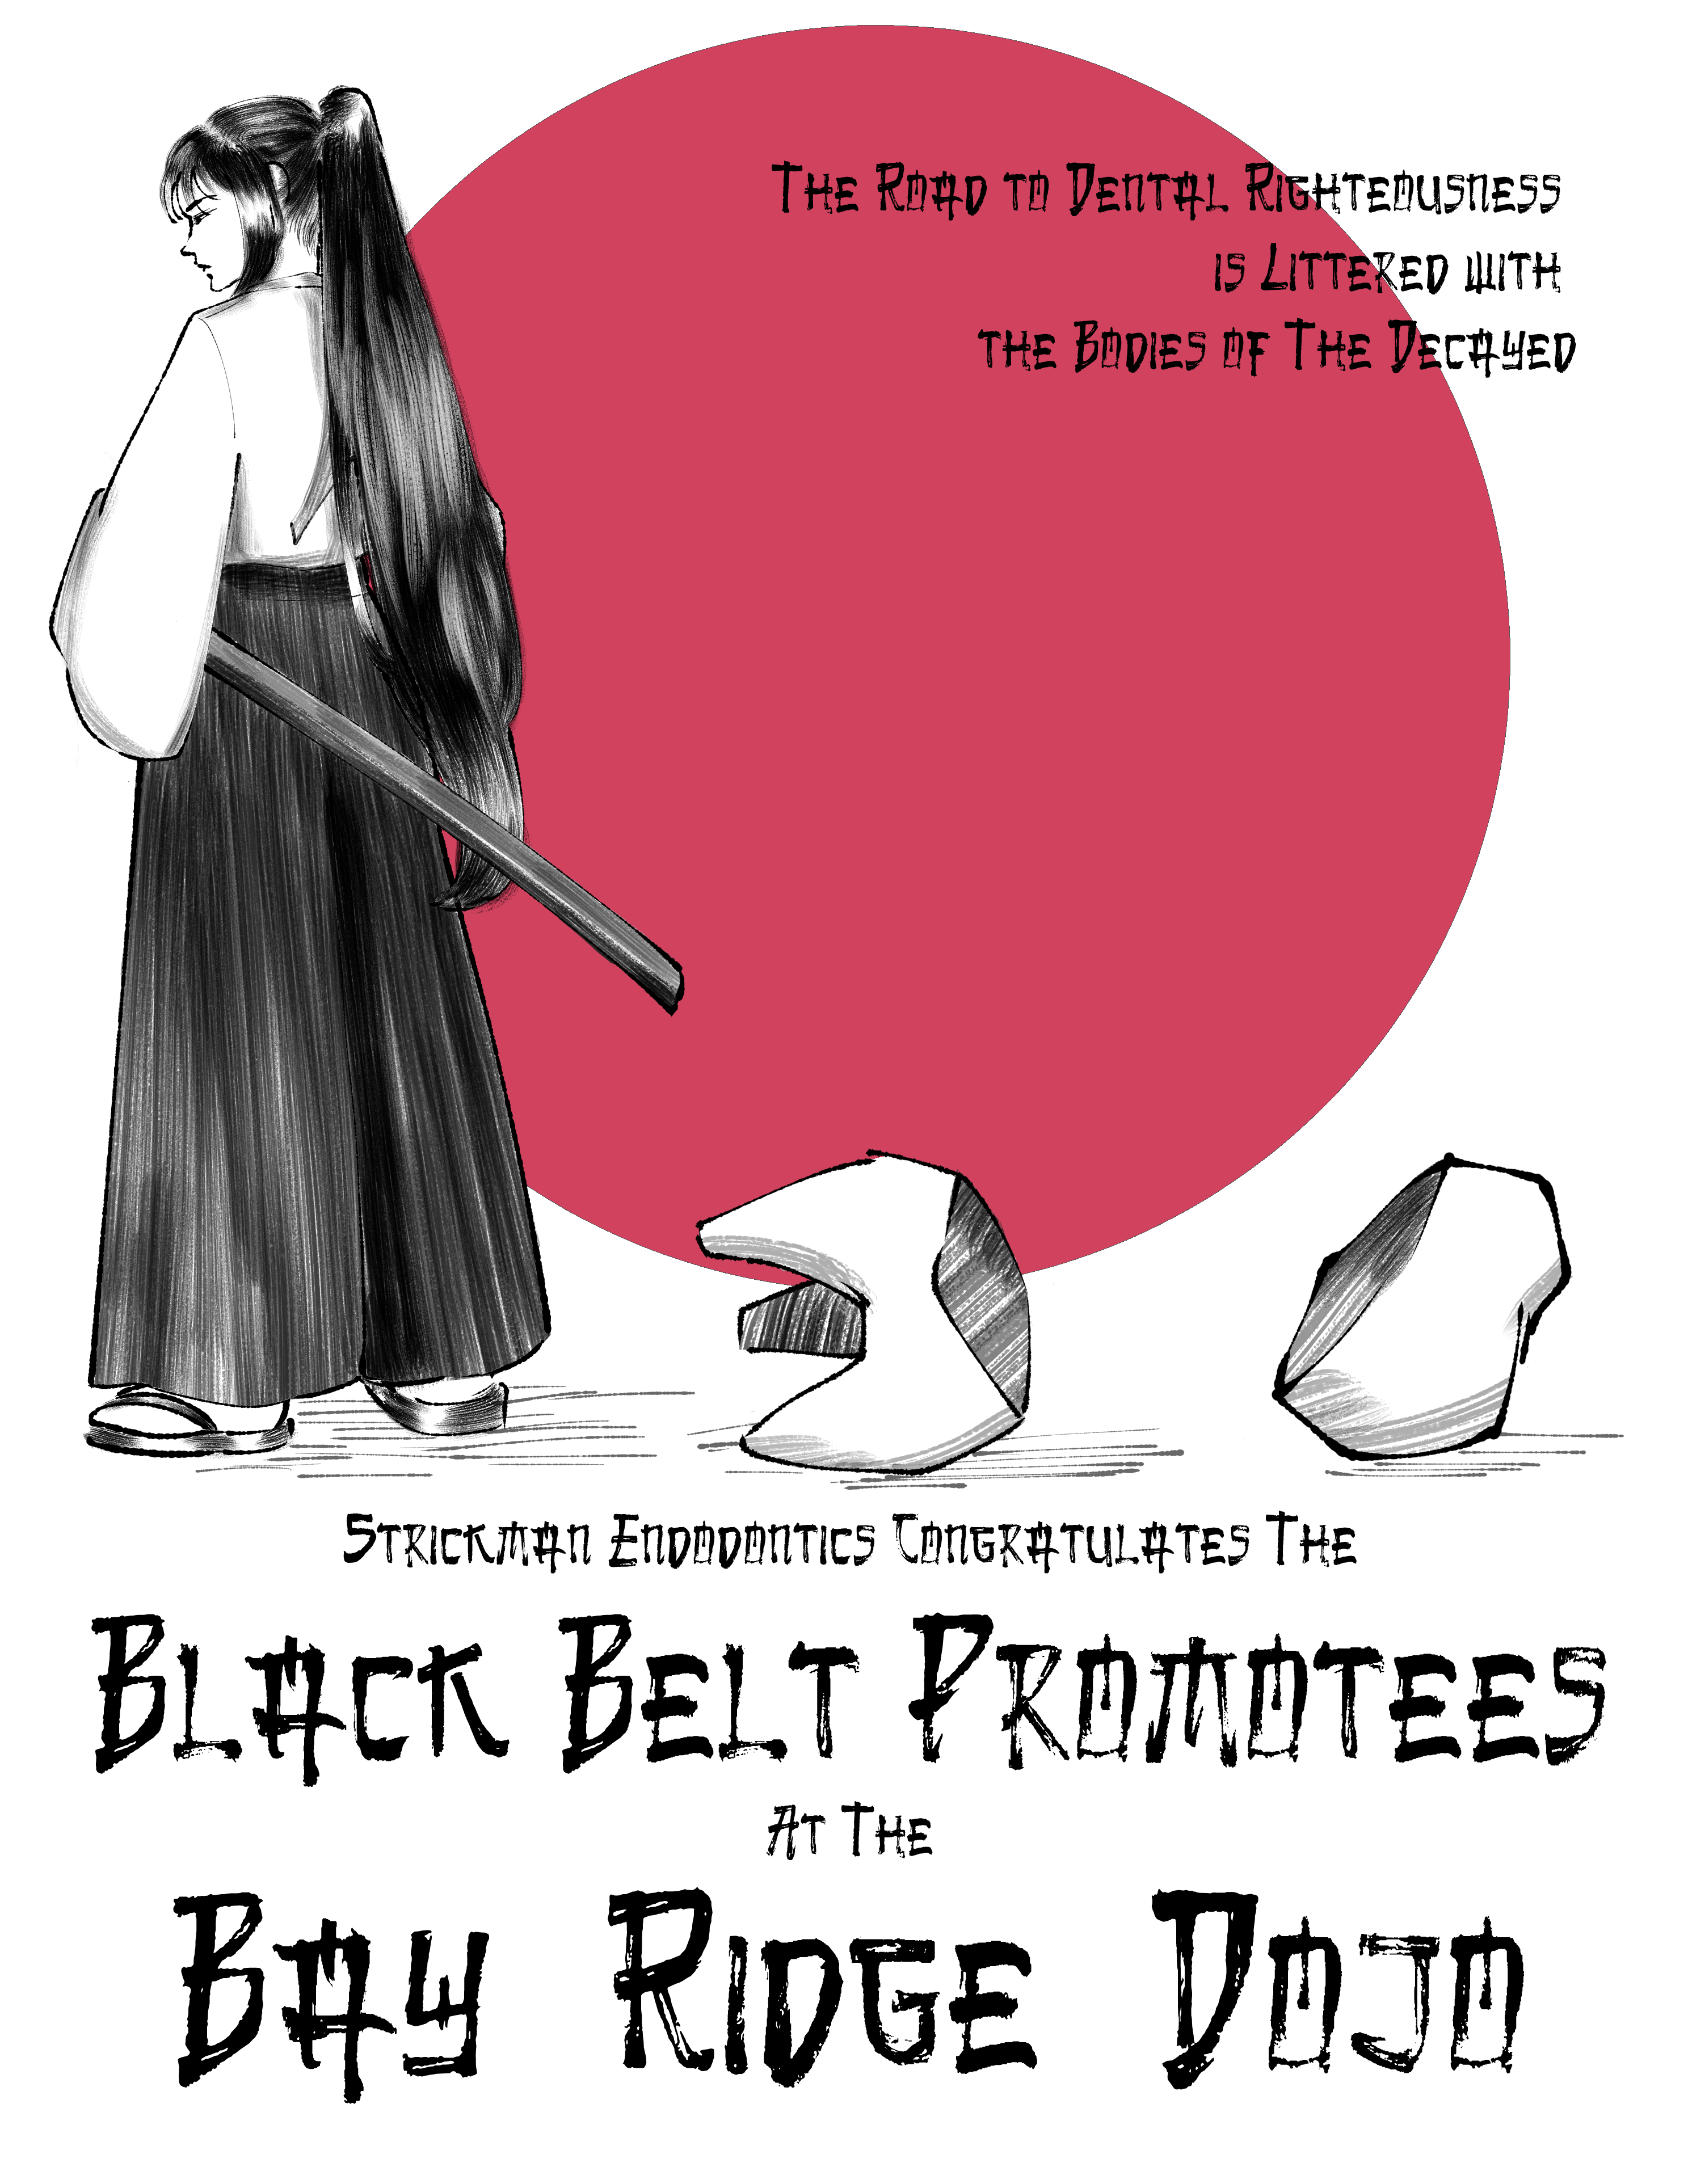 The Road to Dental Righteousness
is Littered with
the Bodies of The Decayed
Strickman Endodontics Congratulates The
Black Belt Promotees
At The
Bay Ridge Dojo